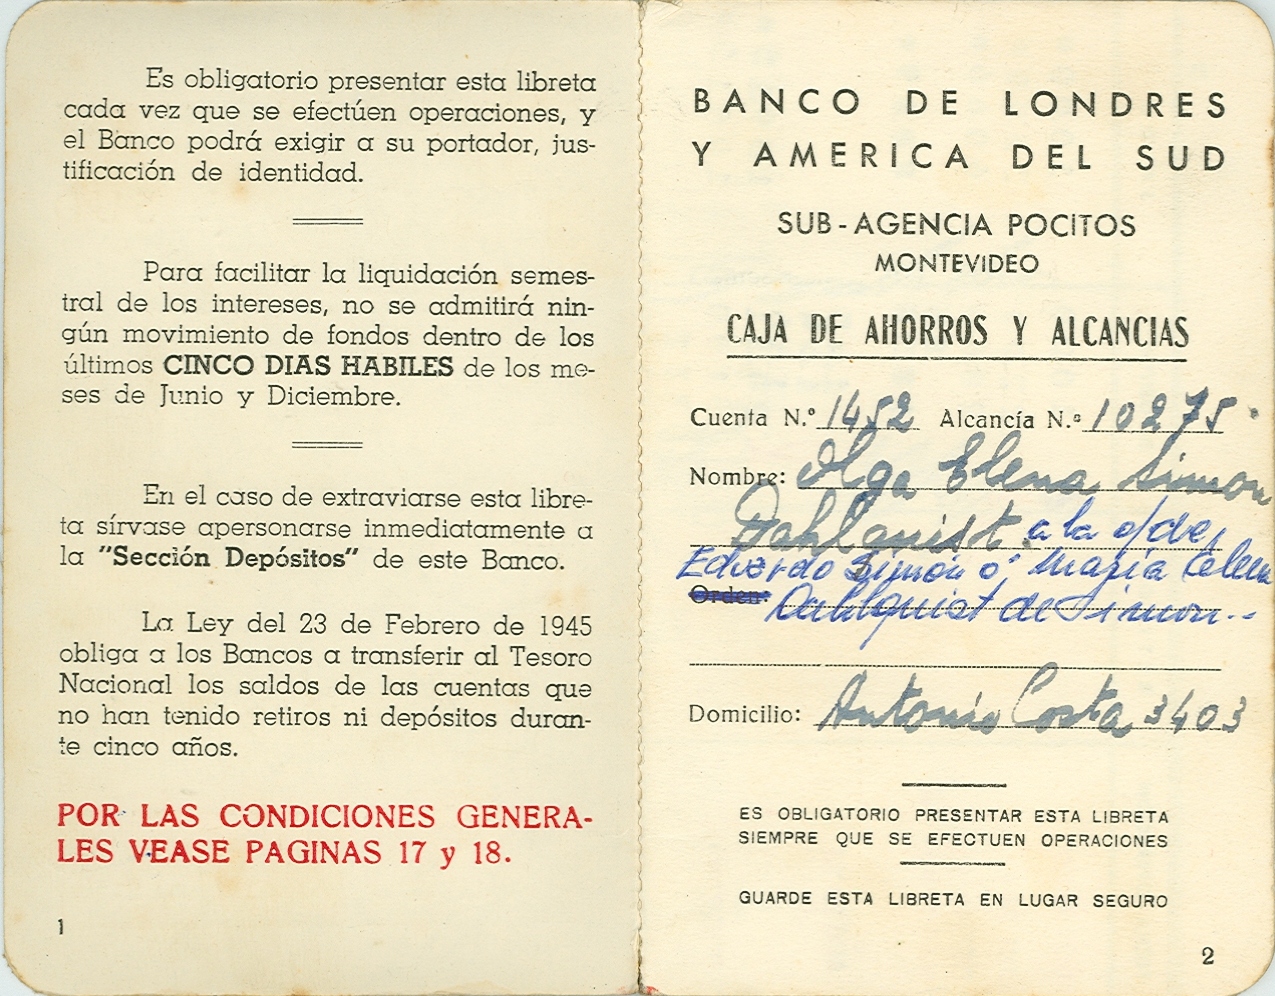 Es obligatorio presentar esta libreta
cada vez que se efectúen operaciones, y
el Banco podrá exigir a su portador, jus-
tificación de identidad.
Para facilitar la liquidación semes-
tral de los intereses, no se admitirá nin-
gún movimiento de fondos dentro de los
últimos CINCO DIAS HABILES de los me-
ses de Junio y Diciembre.
En el caso de extraviarse esta libre-
ta sírvase apersonarse inmediatamente a
la "Sección Depósitos" de este Banco.
La Ley del 23 de Febrero de 1945
obliga a los Bancos a transferir al Tesoro
Nacional los saldos de las cuentas que
no han tenido retiros ni depósitos duran-
te cinco años.
POR LAS CONDICIONES GENERA-
LES VEASE PAGINAS 17 y 18.
1
BANCO DE LONDRES
Y AMERICA DEL SUD
SUB-AGENCIA POCITOS
MONTEVIDEO
CAJA DE AHORROS Y ALCANCIAS
Cuenta N.º 1452 Alcancía N.º 10275
Nombre: Olga Elena Simon
Dahlquist. a la o/de,
Eduardo Simon ó, Maria Celina
Orden: Dahlquist de Simon..
Domicilio: Antonio Costa 3403
ES OBLIGATORIO PRESENTAR ESTA LIBRETA
SIEMPRE QUE SE EFECTUEN OPERACIONES
GUARDE ESTA LIBRETA EN LUGAR SEGURO
2